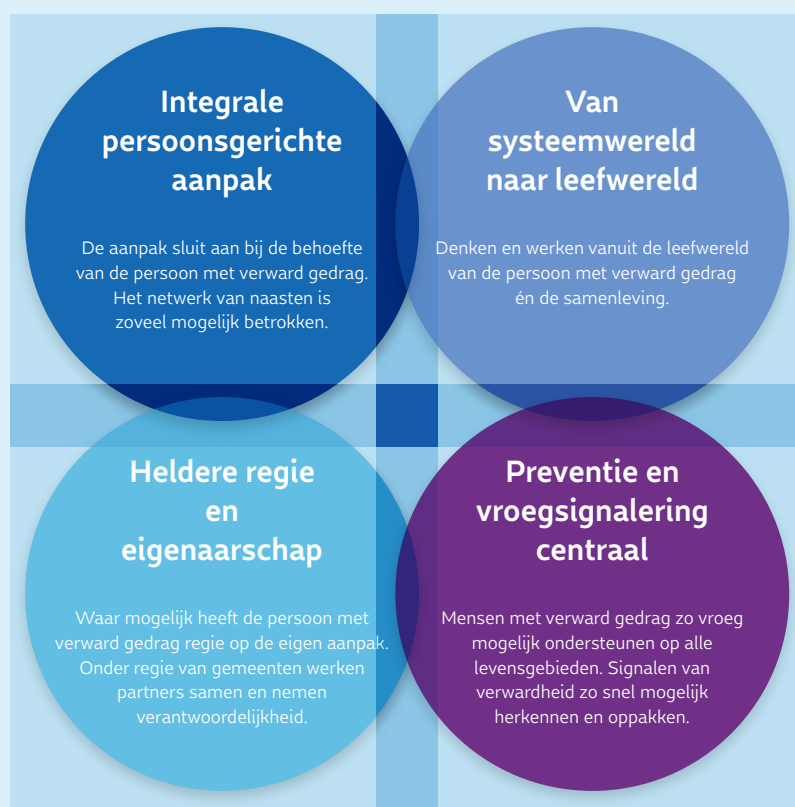 Integrale
persoonsgerichte
aanpak
De aanpak sluit aan bij de behoefte
van de persoon met verward gedrag.
Het netwerk van naasten is
zoveel mogelijk betrokken.
Van
systeemwereld
naar leefwereld
Denken en werken vanuit de leefwereld
van de persoon met verward gedrag
én de samenleving.
Heldere regie
en
eigenaarschap
Waar mogelijk heeft de persoon met
verward gedrag regie op de eigen aanpak.
Onder regie van gemeenten werken
partners samen en nemen
verantwoordelijkheid.
Preventie en
vroegsignalering
centraal
Mensen met verward gedrag zo vroeg
mogelijk ondersteunen op alle
levensgebieden. Signalen van
verwardheid zo snel mogelijk
herkennen en oppakken.